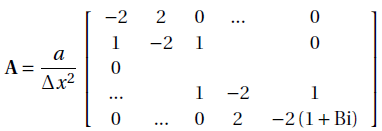 −2 2 0 ... 0
1 −2 1 0
A = a/Δx² 0
... 1 −2 1
0 ... 0 2 −2(1+Bi)